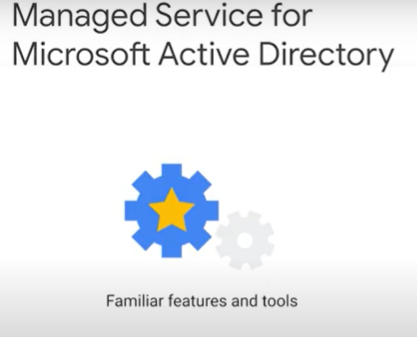 Managed Service for
Microsoft Active Directory
Familiar features and tools